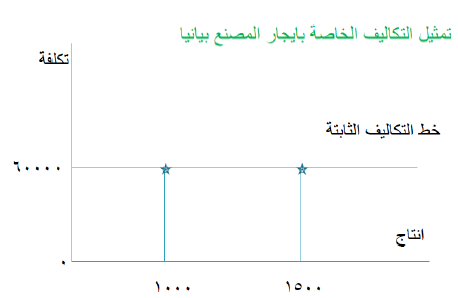 تمثيل التكاليف الخاصة بايجار المصنع بيانيا
تكلفة
خط التكاليف الثابتة
٦٠٠٠٠
انتاج
٠
١٠٠٠
١٥٠٠